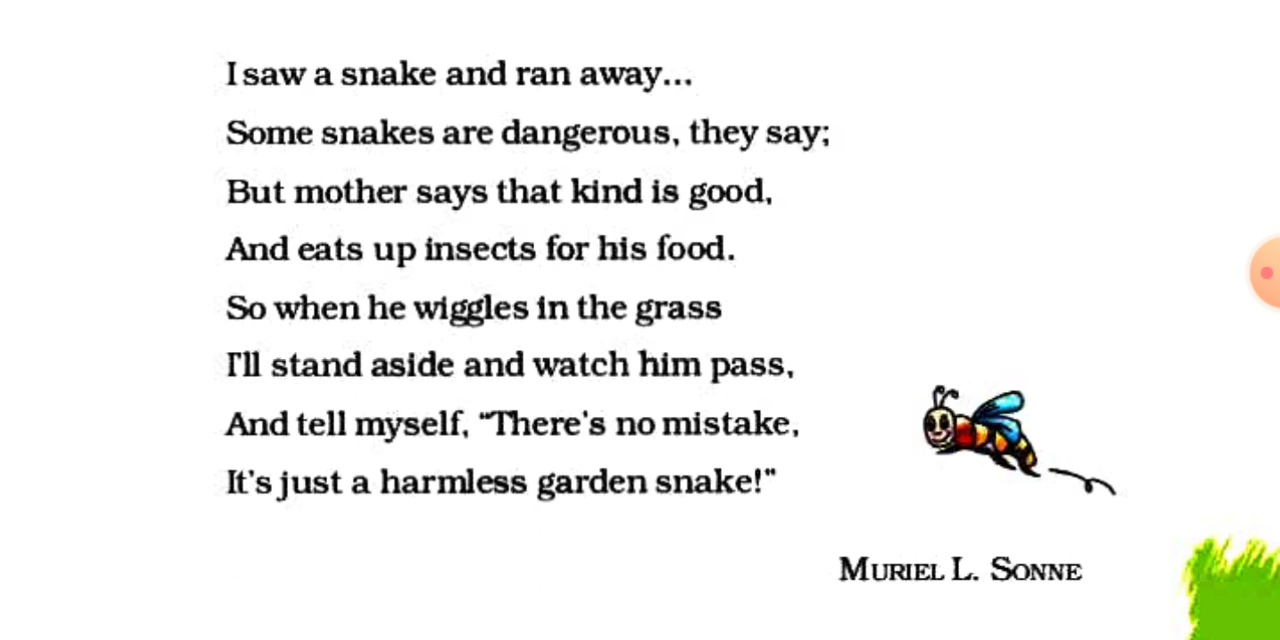 I saw a snake and ran away...
Some snakes are dangerous, they say;
But mother says that kind is good,
And eats up insects for his food.
So when he wiggles in the grass
I'll stand aside and watch him pass,
And tell myself, “There's no mistake,
It's just a harmless garden snake!”
MURIEL L. SONNE